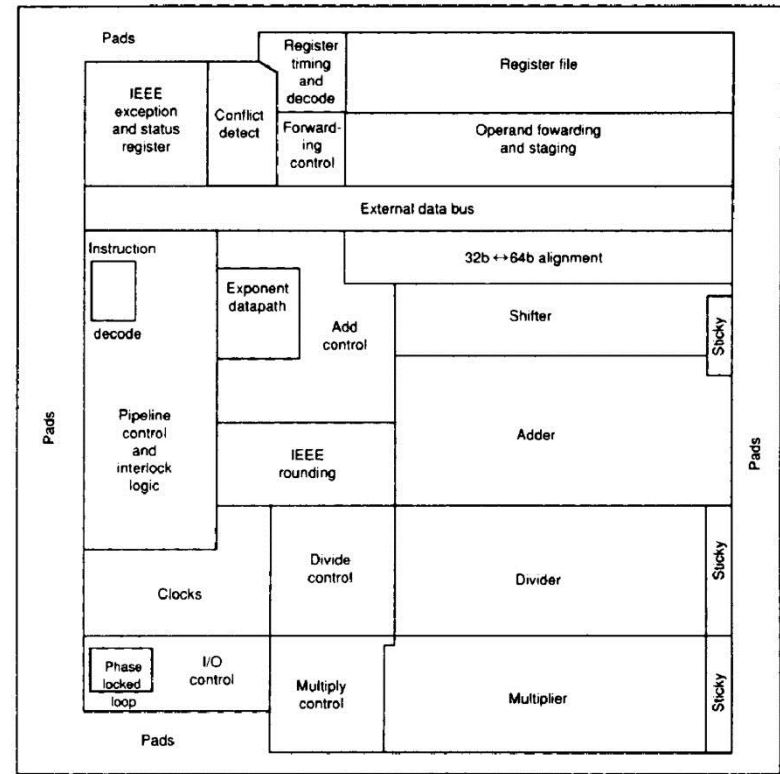 Pads
Register
timing
and
decode
Register file
IEEE
exception
and status
register
Conflict
detect
Forward-
ing
control
Operand fowarding
and staging
External data bus
Instruction
decode
32b ↔ 64b alignment
Exponent
datapath
Add
control
Shifter
Sticky
Pipeline
control
and
interlock
logic
Pads
IEEE
rounding
Adder
Pads
Clocks
Divide
control
Divider
Sticky
Phase
locked
loop
I/O
control
Multiply
control
Multiplier
Sticky
Pads